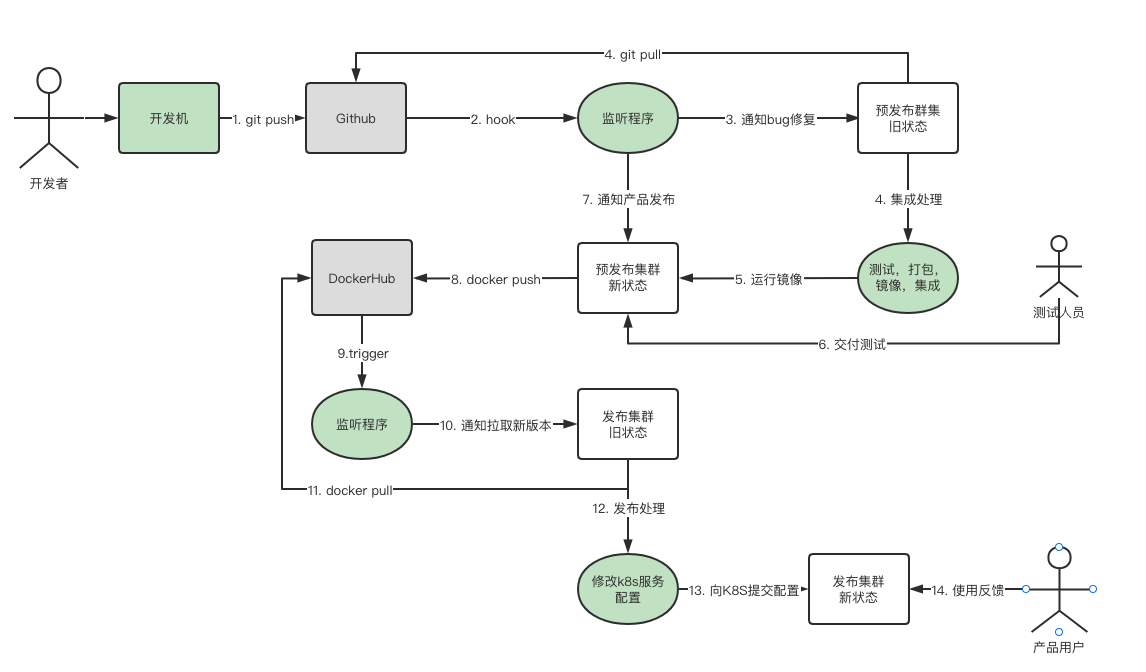 4. git pull
开发机
1. git push
Github
2. hook
监听程序
3. 通知bug修复
预发布群集
旧状态
开发者
7. 通知产品发布
4. 集成处理
DockerHub
8. docker push
预发布集群
新状态
5. 运行镜像
测试，打包，
镜像，集成
测试人员
6. 交付测试
9.trigger
监听程序
10. 通知拉取新版本
发布集群
旧状态
11. docker pull
12. 发布处理
修改k8s服务
配置
13. 向K8S提交配置
发布集群
新状态
14. 使用反馈
产品用户